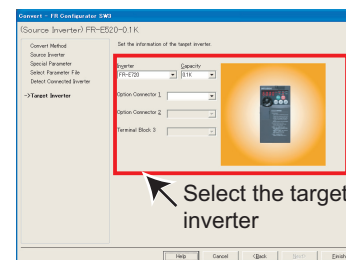 Convert - FR Configurator SW3
(Source Inverter) FR-E520-0.1K
Convert Method
Source Inverter
Special Parameter
Select Parameter File
Detect Connected Inverter
->Target Inverter
Set the information of the target inverter.
Inverter
Capacity
FR-E720
0.1K
Option Connector 1
Option Connector 2
Terminal Block 3
Select the target
inverter
Help
Cancel
<Back
Next>
Finish